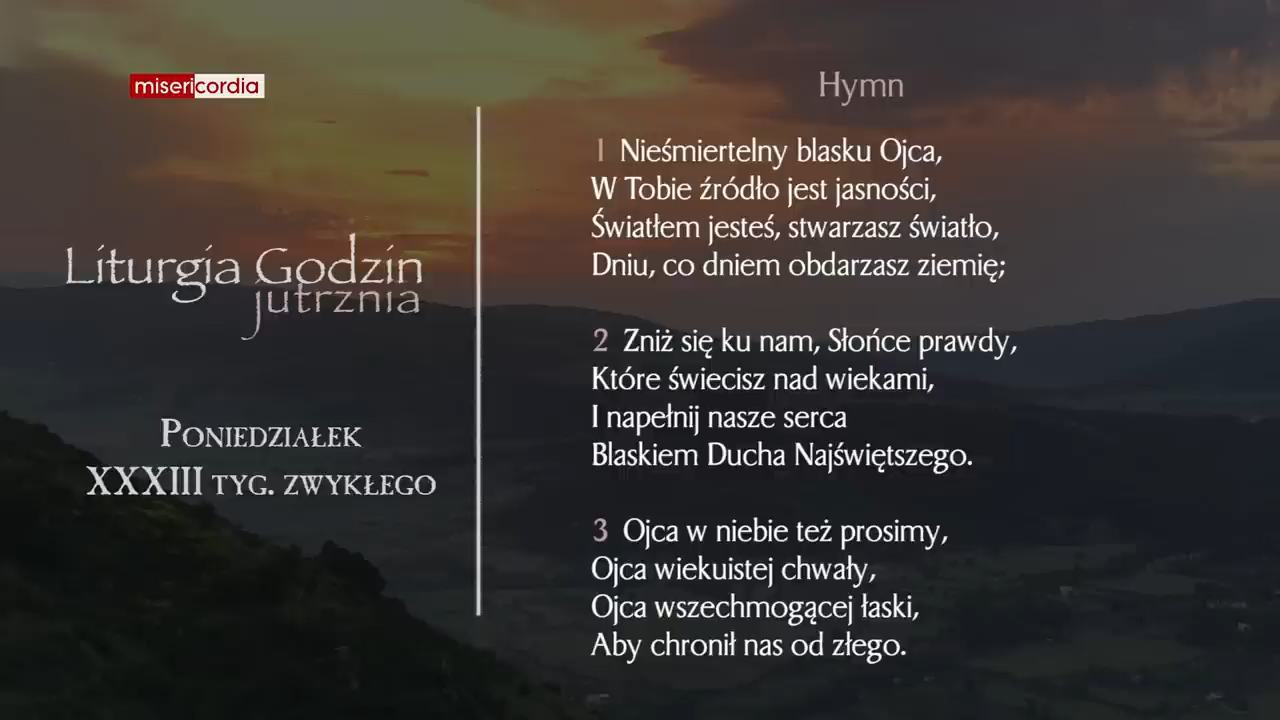 misericordia
Liturgia Godzin
jutrznia
Poniedziałek
XXXIII tyg. zwykłego
Hymn
1 Nieśmiertelny blasku Ojca,
W Tobie źródło jest jasności,
Światłem jesteś, stwarzasz światło,
Dniu, co dniem obdarzasz ziemię;
2 Zniż się ku nam, Słońce prawdy,
Które świecisz nad wiekami,
I napełnij nasze serca
Blaskiem Ducha Najświętszego.
3 Ojca w niebie też prosimy,
Ojca wiekuistej chwały,
Ojca wszechmogącej łaski,
Aby chronił nas od złego.